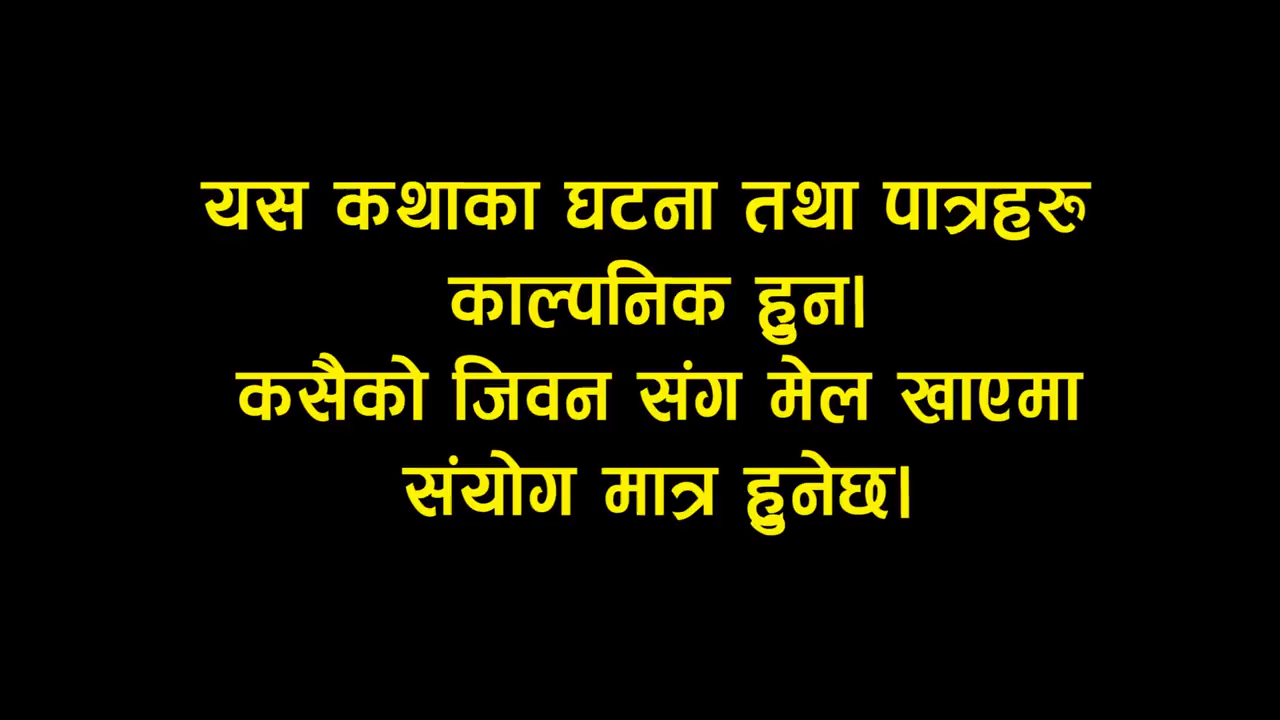 यस कथाका घटना तथा पात्रहरू
काल्पनिक हुन।
कसैको जिवन संग मेल खाएमा
संयोग मात्र हुनेछ।